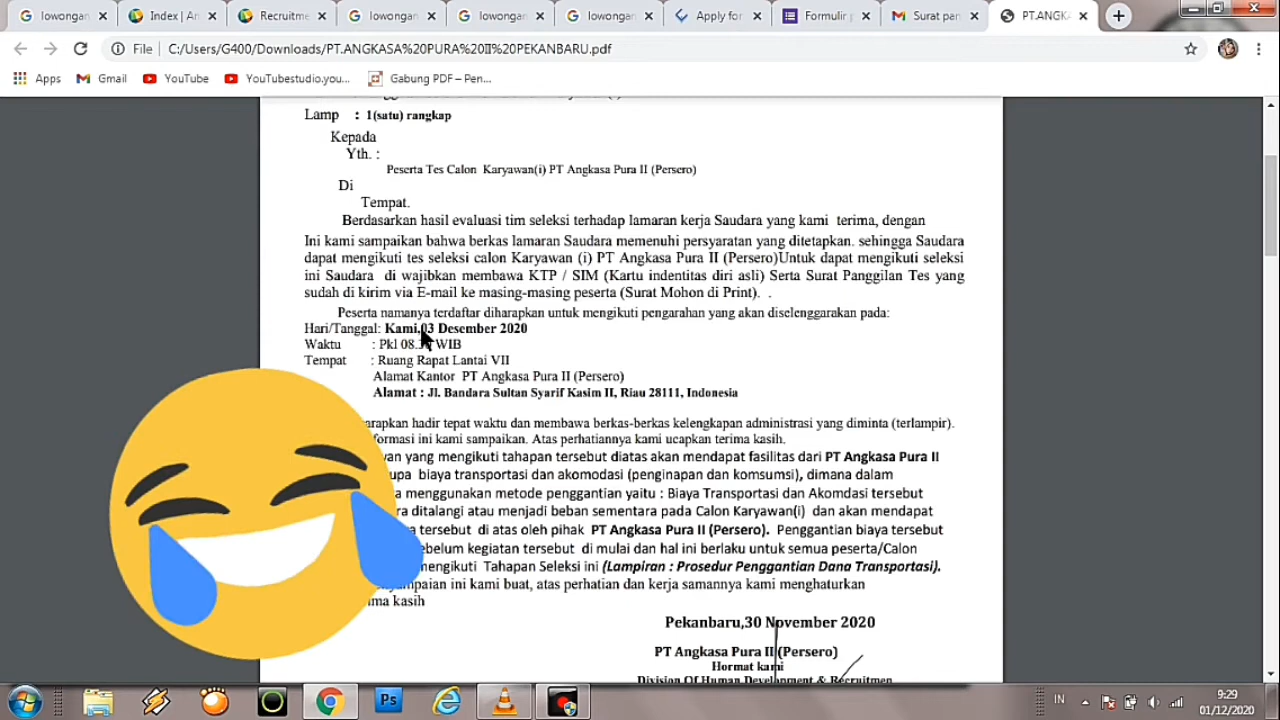 lowongan
Index | An
Recruitme
lowongan
lowongan
lowongan
Apply for
Formulir p
Surat pa
PT.ANGKA
File
C:/Users/G400/Downloads/PT.ANGKASA%20PURA%20II%20PEKANBARU.pdf
Apps
Gmail
YouTube
YouTubestudio.you...
Gabung PDF – Pen...
Lamp : 1(satu) rangkap
Kepada
Yth. :
Peserta Tes Calon Karyawan(i) PT Angkasa Pura II (Persero)
Di
Tempat.
Berdasarkan hasil evaluasi tim seleksi terhadap lamaran kerja Saudara yang kami terima, dengan
Ini kami sampaikan bahwa berkas lamaran Saudara memenuhi persyaratan yang ditetapkan. sehingga Saudara
dapat mengikuti tes seleksi calon Karyawan (i) PT Angkasa Pura II (Persero)Untuk dapat mengikuti seleksi
ini Saudara di wajibkan membawa KTP / SIM (Kartu indentitas diri asli) Serta Surat Panggilan Tes yang
sudah di kirim via E-mail ke masing-masing peserta (Surat Mohon di Print). .
Peserta namanya terdaftar diharapkan untuk mengikuti pengarahan yang akan diselenggarakan pada:
Hari/Tanggal: Kami,03 Desember 2020
Waktu : Pkl 08.30 WIB
Tempat : Ruang Rapat Lantai VII
Alamat Kantor PT Angkasa Pura II (Persero)
Alamat : Jl. Bandara Sultan Syarif Kasim II, Riau 28111, Indonesia
arapkan hadir tepat waktu dan membawa berkas-berkas kelengkapan administrasi yang diminta (terlampir).
formasi ini kami sampaikan. Atas perhatiannya kami ucapkan terima kasih.
wan yang mengikuti tahapan tersebut diatas akan mendapat fasilitas dari PT Angkasa Pura II
upa biaya transportasi dan akomodasi (penginapan dan komsumsi), dimana dalam
a menggunakan metode penggantian yaitu : Biaya Transportasi dan Akomdasi tersebut
ra ditalangi atau menjadi beban sementara pada Calon Karyawan(i) dan akan mendapat
a tersebut di atas oleh pihak PT Angkasa Pura II (Persero). Penggantian biaya tersebut
ebelum kegiatan tersebut di mulai dan hal ini berlaku untuk semua peserta/Calon
mengikuti Tahapan Seleksi ini (Lampiran : Prosedur Penggantian Dana Transportasi).
yampaian ini kami buat, atas perhatian dan kerja samannya kami menghaturkan
ima kasih
Pekanbaru,30 November 2020
PT Angkasa Pura II (Persero)
Hormat kami
Division Of Human Development & Recruitmen
IN
9:29
01/12/2020